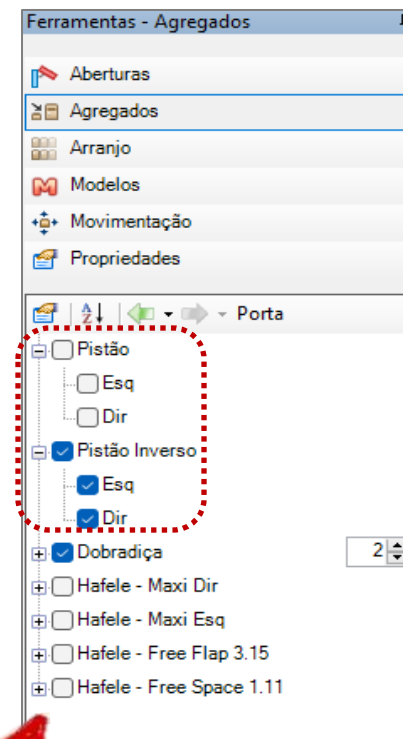 Ferramentas - Agregados
Aberturas
Agregados
Arranjo
Modelos
Movimentação
Propriedades
Porta
Pistão
Esq
Dir
Pistão Inverso
Esq
Dir
Dobradiça 2
Hafele - Maxi Dir
Hafele - Maxi Esq
Hafele - Free Flap 3.15
Hafele - Free Space 1.11